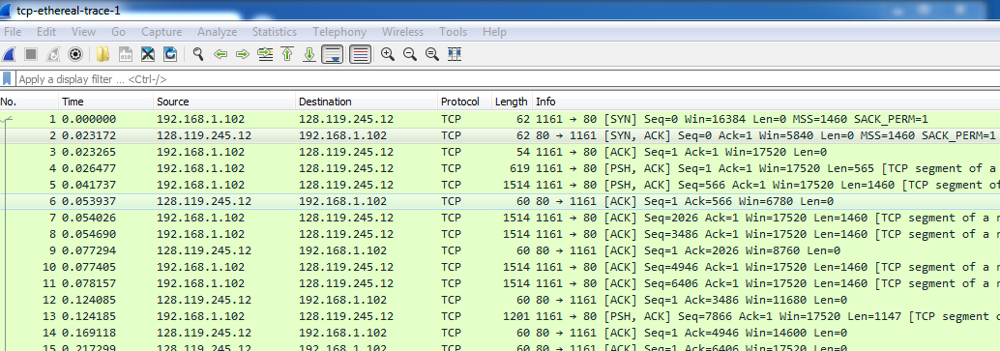 tcp-ethereal-trace-1
File Edit View Go Capture Analyze Statistics Telephony Wireless Tools Help
Apply a display filter ... <Ctrl-/>
No. Time Source Destination Protocol Length Info
1 0.000000 192.168.1.102 128.119.245.12 TCP 62 1161 → 80 [SYN] Seq=0 Win=16384 Len=0 MSS=1460 SACK_PERM=1
2 0.023172 128.119.245.12 192.168.1.102 TCP 62 80 → 1161 [SYN, ACK] Seq=0 Ack=1 Win=5840 Len=0 MSS=1460 SACK_PERM=1
3 0.023265 192.168.1.102 128.119.245.12 TCP 54 1161 → 80 [ACK] Seq=1 Ack=1 Win=17520 Len=0
4 0.026477 192.168.1.102 128.119.245.12 TCP 619 1161 → 80 [PSH, ACK] Seq=1 Ack=1 Win=17520 Len=565 [TCP segment of a
5 0.041737 192.168.1.102 128.119.245.12 TCP 1514 1161 → 80 [PSH, ACK] Seq=566 Ack=1 Win=17520 Len=1460 [TCP segment of
6 0.053937 128.119.245.12 192.168.1.102 TCP 60 80 → 1161 [ACK] Seq=1 Ack=566 Win=6780 Len=0
7 0.054026 192.168.1.102 128.119.245.12 TCP 1514 1161 → 80 [ACK] Seq=2026 Ack=1 Win=17520 Len=1460 [TCP segment of a
8 0.054690 192.168.1.102 128.119.245.12 TCP 1514 1161 → 80 [ACK] Seq=3486 Ack=1 Win=17520 Len=1460 [TCP segment of a
9 0.077294 128.119.245.12 192.168.1.102 TCP 60 80 → 1161 [ACK] Seq=1 Ack=2026 Win=8760 Len=0
10 0.077405 192.168.1.102 128.119.245.12 TCP 1514 1161 → 80 [ACK] Seq=4946 Ack=1 Win=17520 Len=1460 [TCP segment of a
11 0.078157 192.168.1.102 128.119.245.12 TCP 1514 1161 → 80 [ACK] Seq=6406 Ack=1 Win=17520 Len=1460 [TCP segment of a
12 0.124085 128.119.245.12 192.168.1.102 TCP 60 80 → 1161 [ACK] Seq=1 Ack=3486 Win=11680 Len=0
13 0.124185 192.168.1.102 128.119.245.12 TCP 1201 1161 → 80 [PSH, ACK] Seq=7866 Ack=1 Win=17520 Len=1147 [TCP segment
14 0.169118 128.119.245.12 192.168.1.102 TCP 60 80 → 1161 [ACK] Seq=1 Ack=4946 Win=14600 Len=0
15 0.217299 128.119.245.12 192.168.1.102 TCP 60 80 → 1161 [ACK] Seq=1 Ack=6406 Win=17520 Len=0